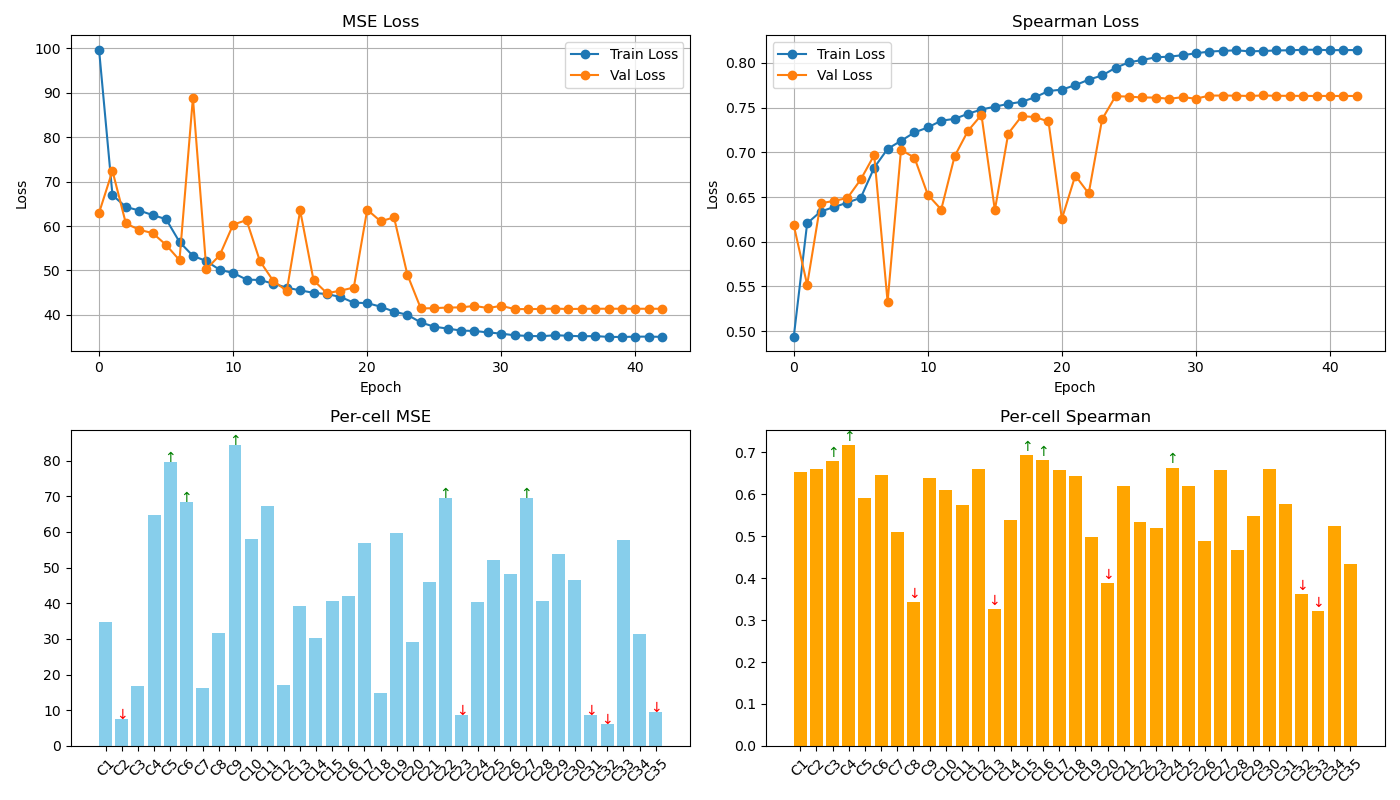 MSE Loss
Loss
100
90
80
70
60
50
40
Train Loss
Val Loss
0 10 20 30 40
Epoch
Spearman Loss
Loss
0.80
0.75
0.70
0.65
0.60
0.55
0.50
Train Loss
Val Loss
0 10 20 30 40
Epoch
Per-cell MSE
80
70
60
50
40
30
20
10
0
↑ ↑ ↑ ↑ ↑
↓ ↓ ↓ ↓ ↓
C1 C2 C3 C4 C5 C6 C7 C8 C9 C10 C11 C12 C13 C14 C15 C16 C17 C18 C19 C20 C21 C22 C23 C24 C25 C26 C27 C28 C29 C30 C31 C32 C33 C34 C35
Per-cell Spearman
0.7
0.6
0.5
0.4
0.3
0.2
0.1
0.0
↑ ↑ ↑ ↑ ↑
↓ ↓ ↓ ↓ ↓
C1 C2 C3 C4 C5 C6 C7 C8 C9 C10 C11 C12 C13 C14 C15 C16 C17 C18 C19 C20 C21 C22 C23 C24 C25 C26 C27 C28 C29 C30 C31 C32 C33 C34 C35